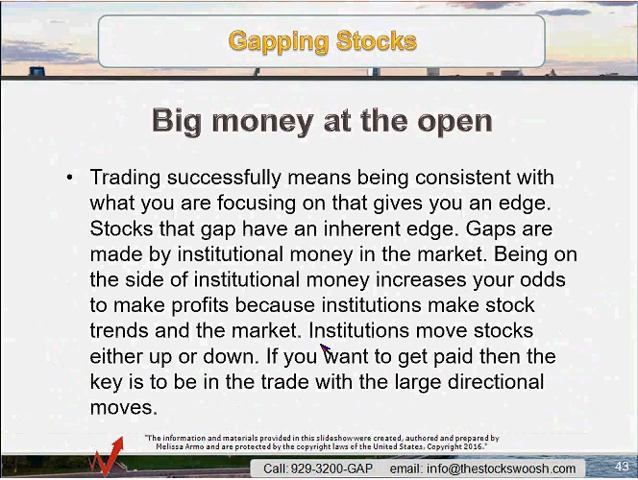 Gapping Stocks
Big money at the open
• Trading successfully means being consistent with
what you are focusing on that gives you an edge.
Stocks that gap have an inherent edge. Gaps are
made by institutional money in the market. Being on
the side of institutional money increases your odds
to make profits because institutions make stock
trends and the market. Institutions move stocks
either up or down. If you want to get paid then the
key is to be in the trade with the large directional
moves.
"The information and materials provided in this slideshow were created, authored and prepared by
Melissa Armo and are protected by the copyright laws of the United States, Copyright 2016."
Call: 929-3200-GAP email: info@thestockswoosh.com 43